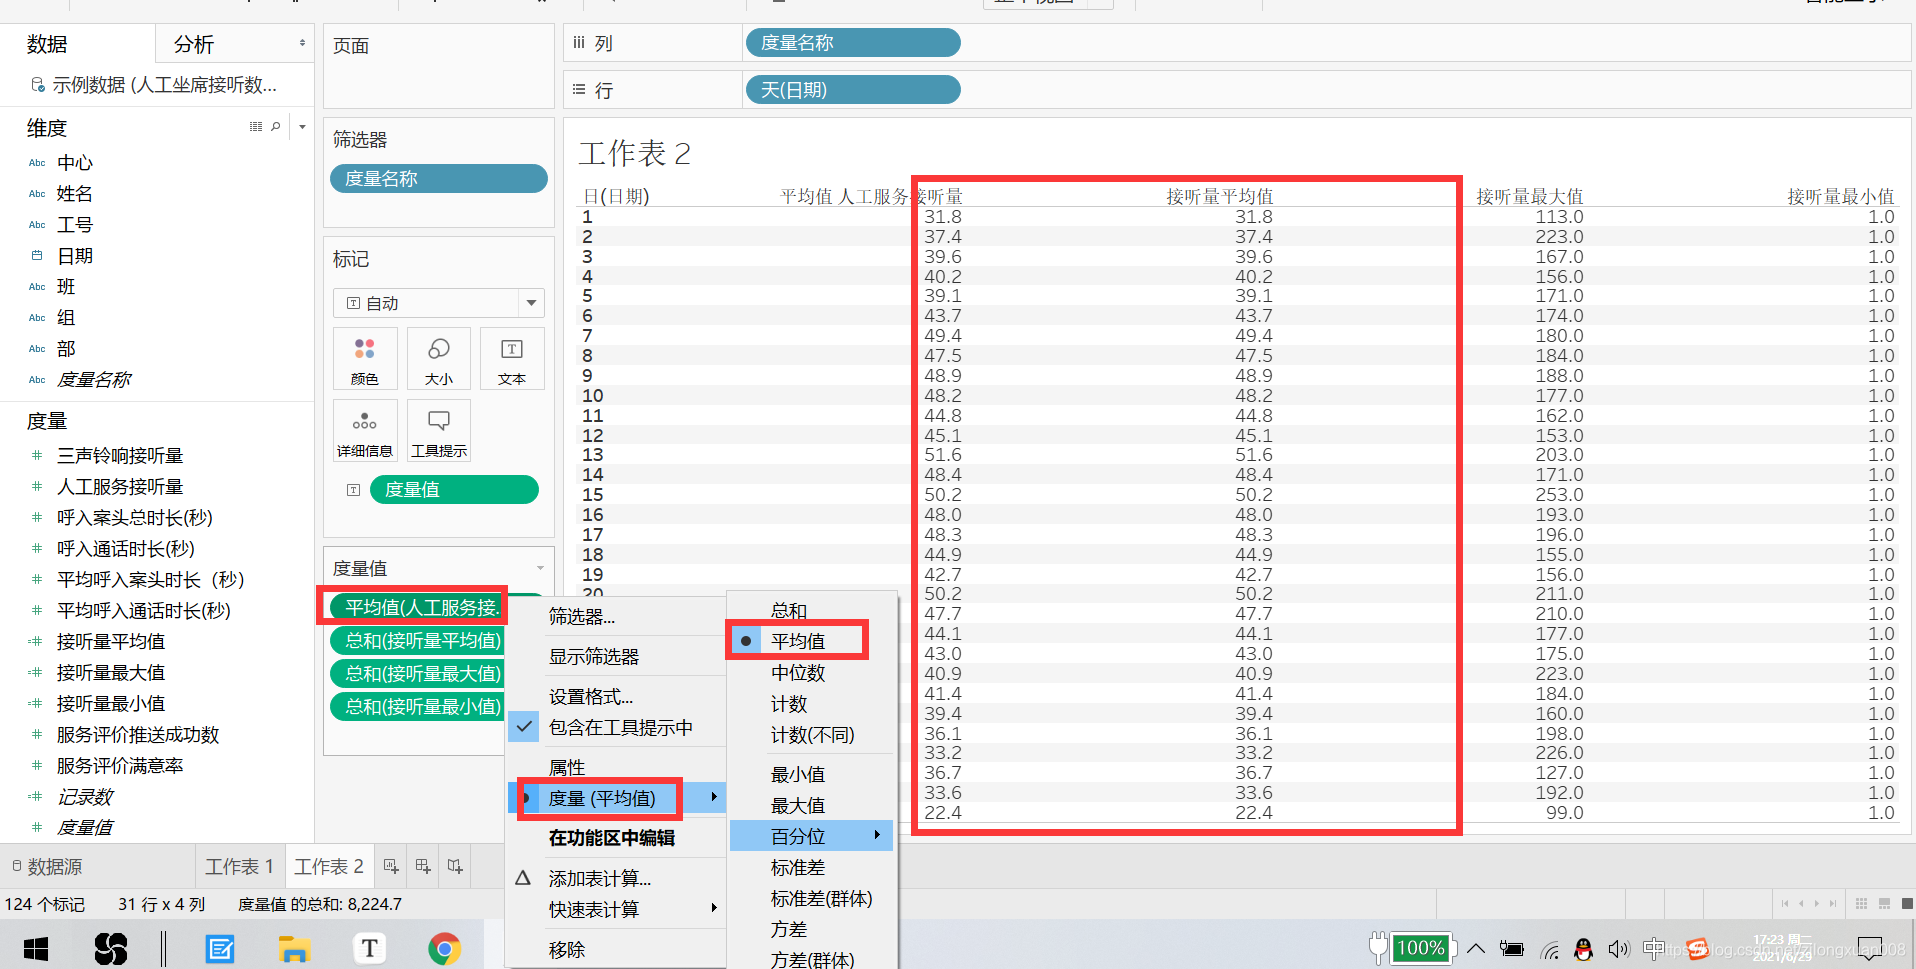 数据
分析
示例数据 (人工坐席接听数...
维度
Abc 中心
Abc 姓名
Abc 工号
日期
Abc 班
Abc 组
Abc 部
Abc 度量名称
度量
三声铃响接听量
人工服务接听量
呼入案头总时长(秒)
呼入通话时长(秒)
平均呼入案头时长（秒）
平均呼入通话时长(秒)
接听量平均值
接听量最大值
接听量最小值
服务评价推送成功数
服务评价满意率
记录数
度量值
页面
筛选器
度量名称
标记
自动
颜色
大小
文本
详细信息
工具提示
度量值
度量值
平均值(人工服务接.
总和(接听量平均值)
总和(接听量最大值)
总和(接听量最小值)
列
度量名称
行
天(日期)
工作表 2
日(日期) 平均值 人工服务接听量 接听量平均值 接听量最大值 接听量最小值
1 31.8 31.8 113.0 1.0
2 37.4 37.4 223.0 1.0
3 39.6 39.6 167.0 1.0
4 40.2 40.2 156.0 1.0
5 39.1 39.1 171.0 1.0
6 43.7 43.7 174.0 1.0
7 49.4 49.4 180.0 1.0
8 47.5 47.5 184.0 1.0
9 48.9 48.9 188.0 1.0
10 48.2 48.2 177.0 1.0
11 44.8 44.8 162.0 1.0
12 45.1 45.1 153.0 1.0
13 51.6 51.6 203.0 1.0
14 48.4 48.4 171.0 1.0
15 50.2 50.2 253.0 1.0
16 48.0 48.0 193.0 1.0
17 48.3 48.3 196.0 1.0
18 44.9 44.9 155.0 1.0
19 42.7 42.7 156.0 1.0
20 50.2 50.2 211.0 1.0
47.7 47.7 210.0 1.0
44.1 44.1 177.0 1.0
43.0 43.0 175.0 1.0
40.9 40.9 223.0 1.0
41.4 41.4 184.0 1.0
39.4 39.4 160.0 1.0
36.1 36.1 198.0 1.0
33.2 33.2 226.0 1.0
36.7 36.7 127.0 1.0
33.6 33.6 192.0 1.0
22.4 22.4 99.0 1.0
筛选器...
显示筛选器
设置格式...
包含在工具提示中
属性
度量 (平均值)
在功能区中编辑
添加表计算...
快速表计算
移除
总和
平均值
中位数
计数
计数(不同)
最小值
最大值
百分位
标准差
标准差(群体)
方差
方差(群体)
数据源
工作表 1
工作表 2
124 个标记 31 行 x 4 列 度量值 的总和: 8,224.7
T
100%
中
17:23 周二
2021/6/29
https://blog.csdn.net/zilongxuan008